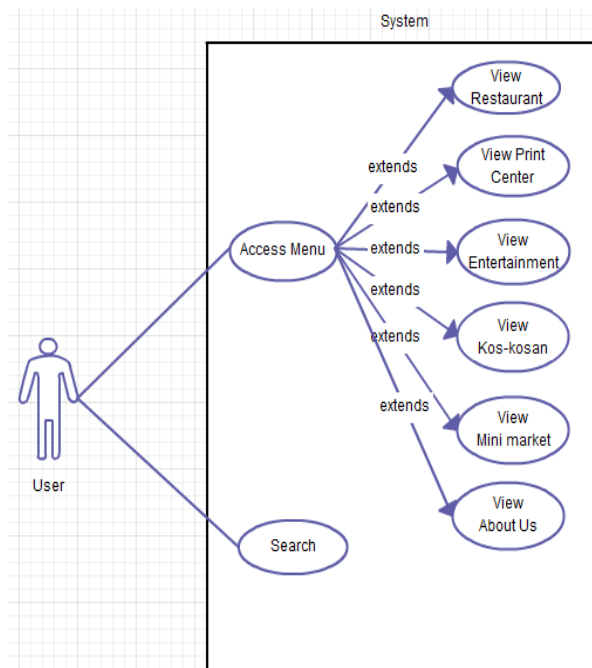 System
View
Restaurant
extends
View Print
Center
extends
Access Menu
extends
View
Entertainment
extends
View
Kos-kosan
extends
View
Mini market
extends
User
View
About Us
Search